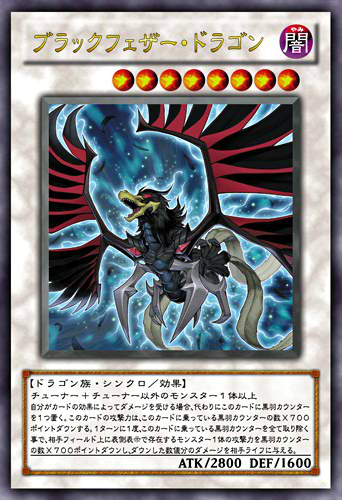 ブラックフェザー・ドラゴン
やみ
闇
【ドラゴン族・シンクロ/効果】
チューナー+チューナー以外のモンスター1体以上
自分がカードの効果によってダメージを受ける場合、代わりにこのカードに黒羽カウンター
を1つ置く。このカードの攻撃力は、このカードに乗っている黒羽カウンターの数×700
ポイントダウンする。1ターンに1度、このカードに乗っている黒羽カウンターを全て取り除く
事で、相手フィールド上に表側表示で存在するモンスター1体の攻撃力を黒羽カウンター
の数×700ポイントダウンし、ダウンした数値分のダメージを相手ライフに与える。
ATK/2800 DEF/1600